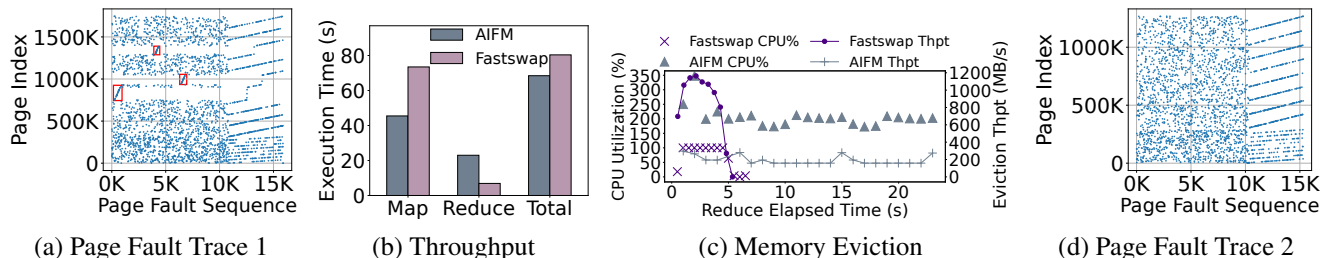 1500K
1000K
500K
0
Page Index
0K 5K 10K 15K
Page Fault Sequence
(a) Page Fault Trace 1
AIFM
Fastswap
80
60
40
20
0
Execution Time (s)
Map Reduce Total
(b) Throughput
Fastswap CPU%
Fastswap Thpt
AIFM CPU%
AIFM Thpt
350
300
250
200
150
100
50
0
CPU Utilization (%)
1200
1000
800
600
400
200
0
Eviction Thpt (MB/s)
5 10 15 20
Reduce Elapsed Time (s)
(c) Memory Eviction
1000K
500K
0
Page Index
0K 5K 10K 15K
Page Fault Sequence
(d) Page Fault Trace 2